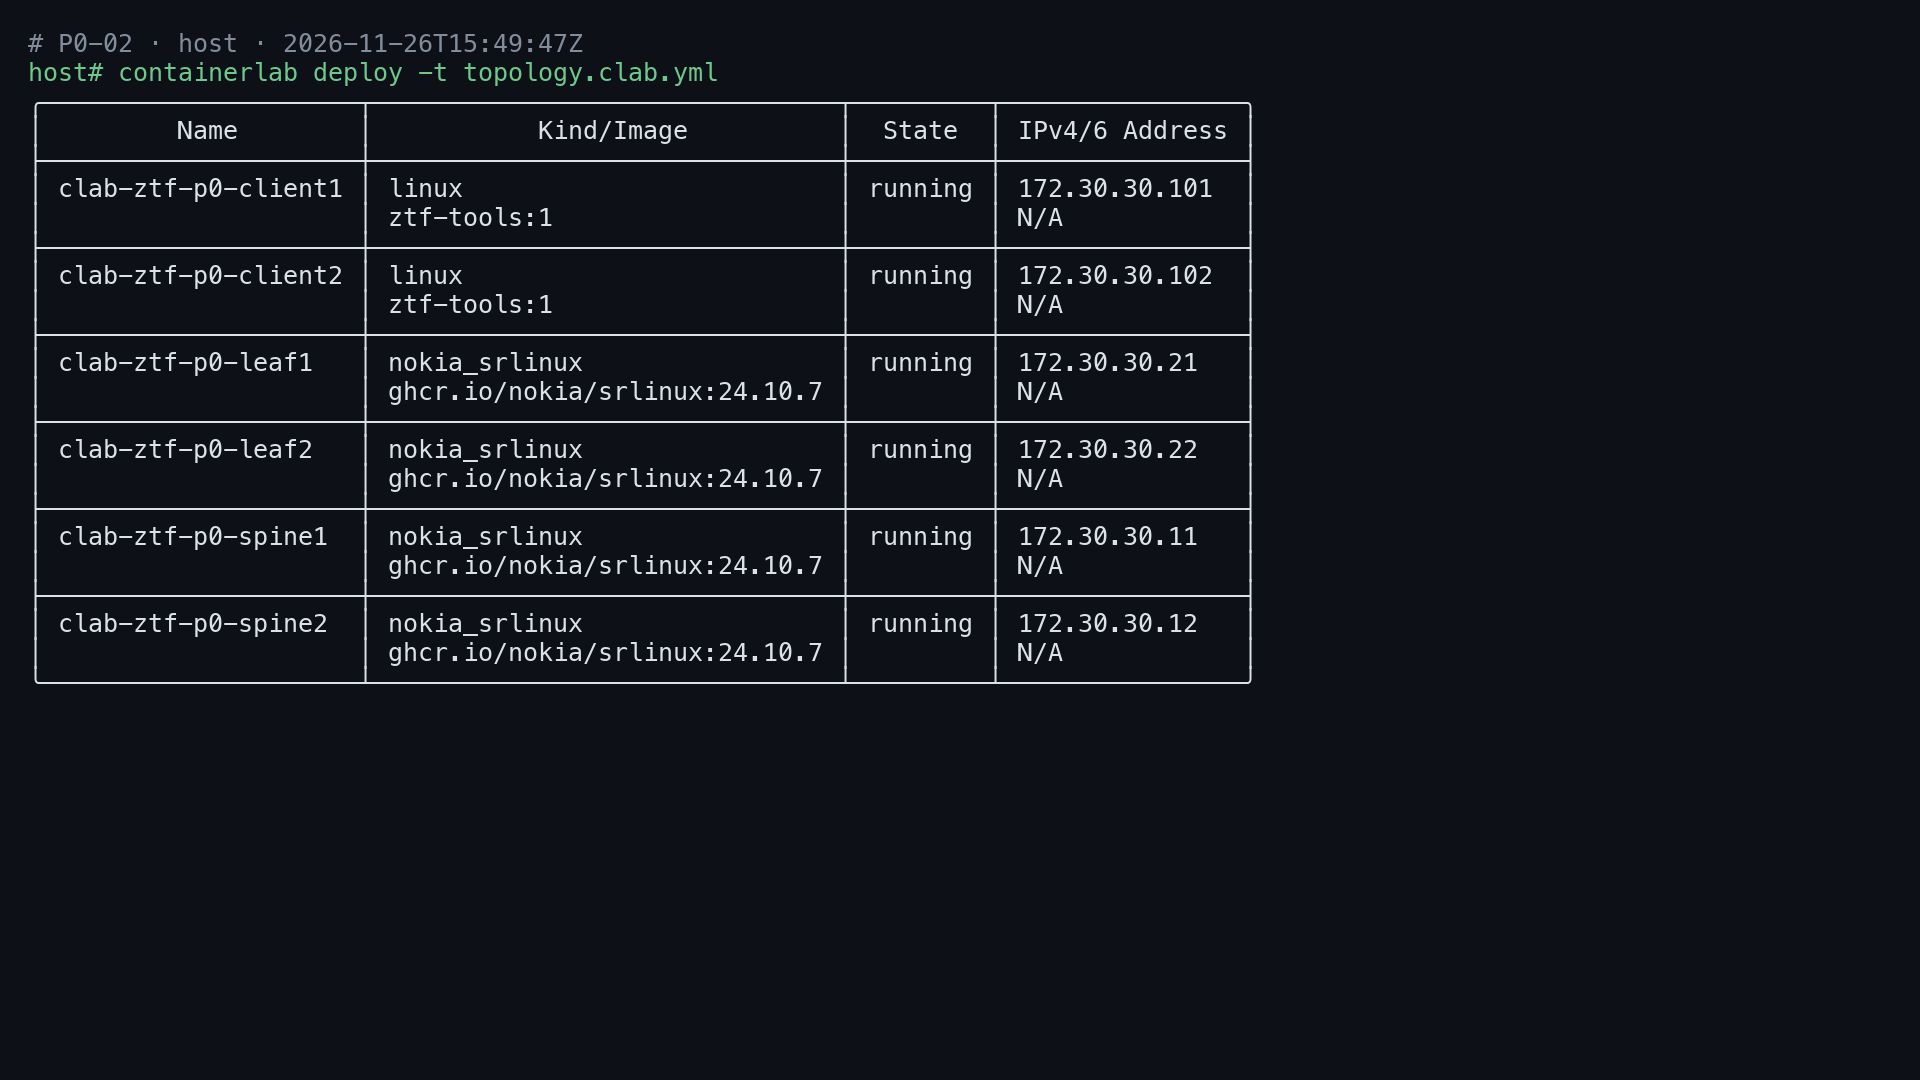 # P0-02 · host · 2026-11-26T15:49:47Z
host# containerlab deploy -t topology.clab.yml
Name Kind/Image State IPv4/6 Address
clab-ztf-p0-client1 linux running 172.30.30.101
ztf-tools:1 N/A
clab-ztf-p0-client2 linux running 172.30.30.102
ztf-tools:1 N/A
clab-ztf-p0-leaf1 nokia_srlinux running 172.30.30.21
ghcr.io/nokia/srlinux:24.10.7 N/A
clab-ztf-p0-leaf2 nokia_srlinux running 172.30.30.22
ghcr.io/nokia/srlinux:24.10.7 N/A
clab-ztf-p0-spine1 nokia_srlinux running 172.30.30.11
ghcr.io/nokia/srlinux:24.10.7 N/A
clab-ztf-p0-spine2 nokia_srlinux running 172.30.30.12
ghcr.io/nokia/srlinux:24.10.7 N/A